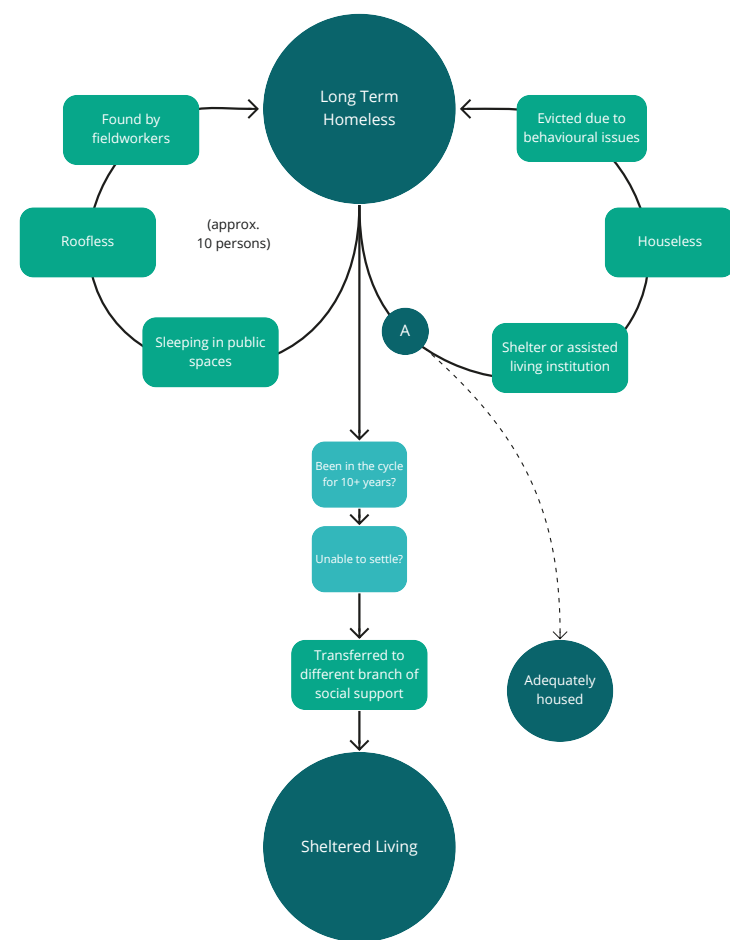 Long Term
Homeless
Found by
fieldworkers
Evicted due to
behavioural issues
Roofless
(approx.
10 persons)
Houseless
A
Sleeping in public
spaces
Shelter or assisted
living institution
Been in the cycle
for 10+ years?
Unable to settle?
Transferred to
different branch of
social support
Adequately
housed
Sheltered Living